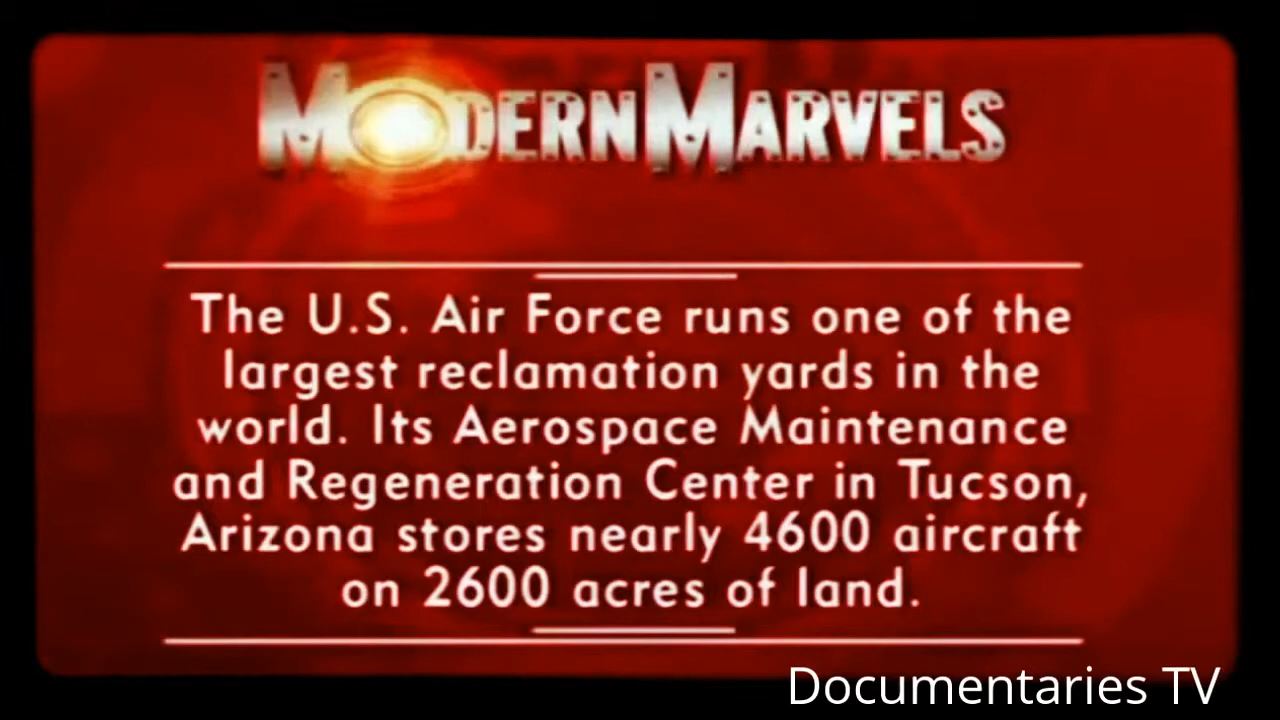 MODERN MARVELS
The U.S. Air Force runs one of the
largest reclamation yards in the
world. Its Aerospace Maintenance
and Regeneration Center in Tucson,
Arizona stores nearly 4600 aircraft
on 2600 acres of land.
Documentaries TV